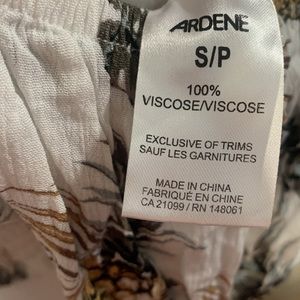 ARDENE
S/P
100%
VISCOSE/VISCOSE
EXCLUSIVE OF TRIMS
SAUF LES GARNITURES
MADE IN CHINA
FABRIQUÉ EN CHINE
CA 21099 / RN 148061